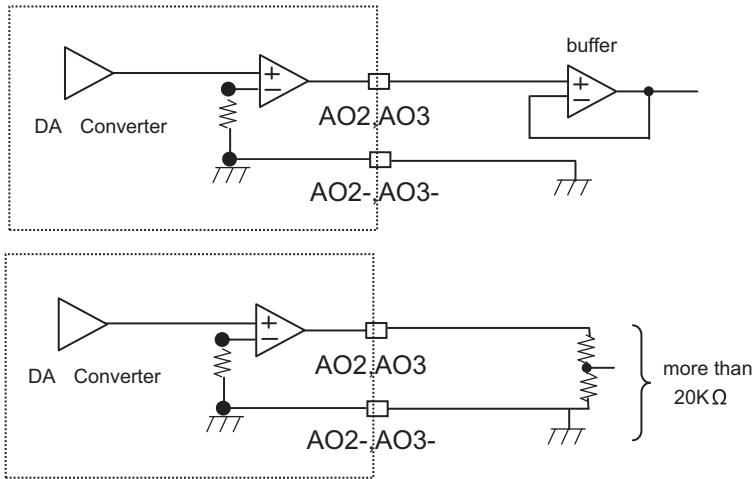 buffer
DA Converter
AO2,AO3
AO2-,AO3-
DA Converter
AO2,AO3
AO2-,AO3-
more than
20KΩ